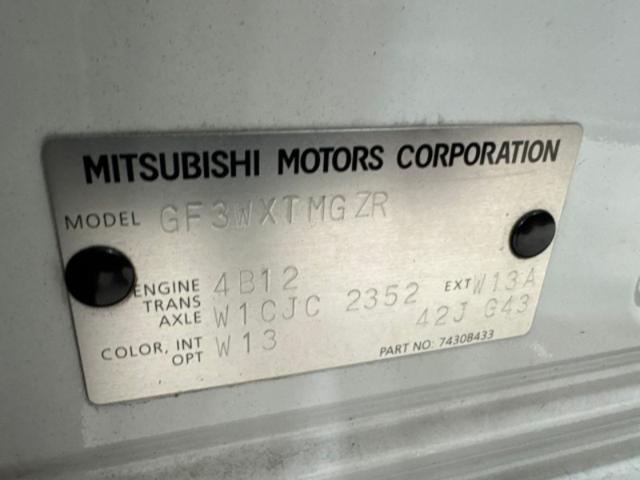 MITSUBISHI MOTORS CORPORATION
MODEL GF3WXTMGZR
ENGINE 4B12 EXT W13A
TRANS AXLE W1CJC 2352 42J G43
COLOR, INT OPT W13
PART NO: 7430B433